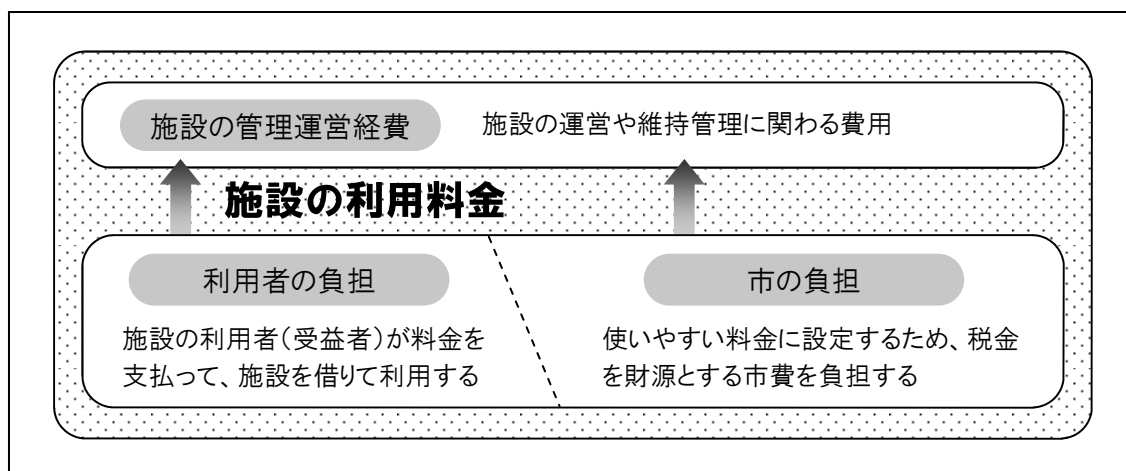 施設の管理運営経費
施設の運営や維持管理に関わる費用
施設の利用料金
利用者の負担
施設の利用者（受益者）が料金を
支払って、施設を借りて利用する
市の負担
使いやすい料金に設定するため、税金
を財源とする市費を負担する